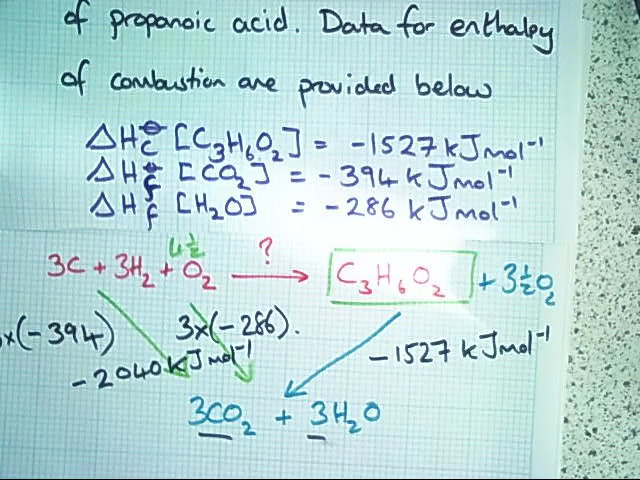 of propanoic acid. Data for enthalpy
of combustion are provided below
ΔH⦵c [C₃H₆O₂] = -1527 kJmol⁻¹
ΔH⦵f [CO₂] = -394 kJmol⁻¹
ΔH⦵f [H₂O] = -286 kJmol⁻¹
4½
3C + 3H₂ + O₂ ? → C₃H₆O₂ + 3½O₂
x(-394) 3x(-286). -1527 kJmol⁻¹
-2040 kJmol⁻¹
3CO₂ + 3H₂O